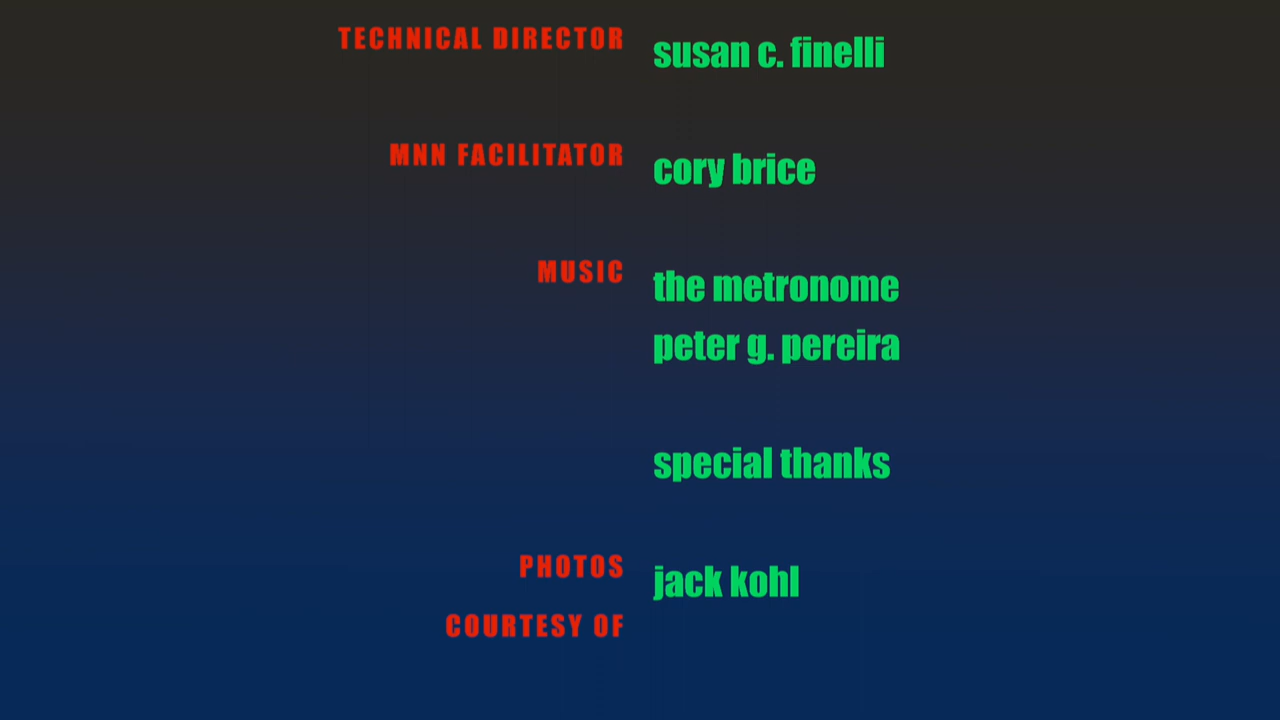 TECHNICAL DIRECTOR susan c. finelli
MNN FACILITATOR cory brice
MUSIC the metronome
peter g. pereira
special thanks
PHOTOS jack kohl
COURTESY OF